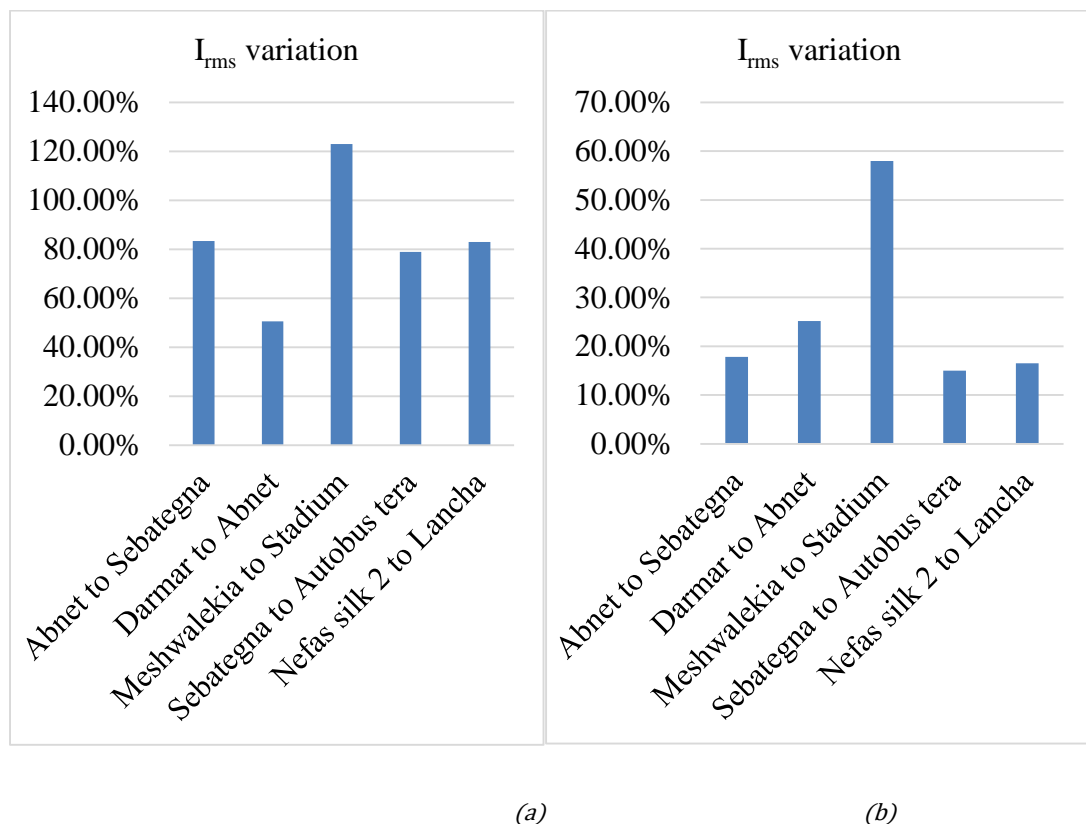 I_rms variation
140.00%
120.00%
100.00%
80.00%
60.00%
40.00%
20.00%
0.00%
Abnet to Sebategna
Darmar to Abnet
Meshwalekia to Stadium
Sebategna to Autobus tera
Nefas silk 2 to Lancha
I_rms variation
70.00%
60.00%
50.00%
40.00%
30.00%
20.00%
10.00%
0.00%
Abnet to Sebategna
Darmar to Abnet
Meshwalekia to Stadium
Sebategna to Autobus tera
Nefas silk 2 to Lancha
(a)
(b)